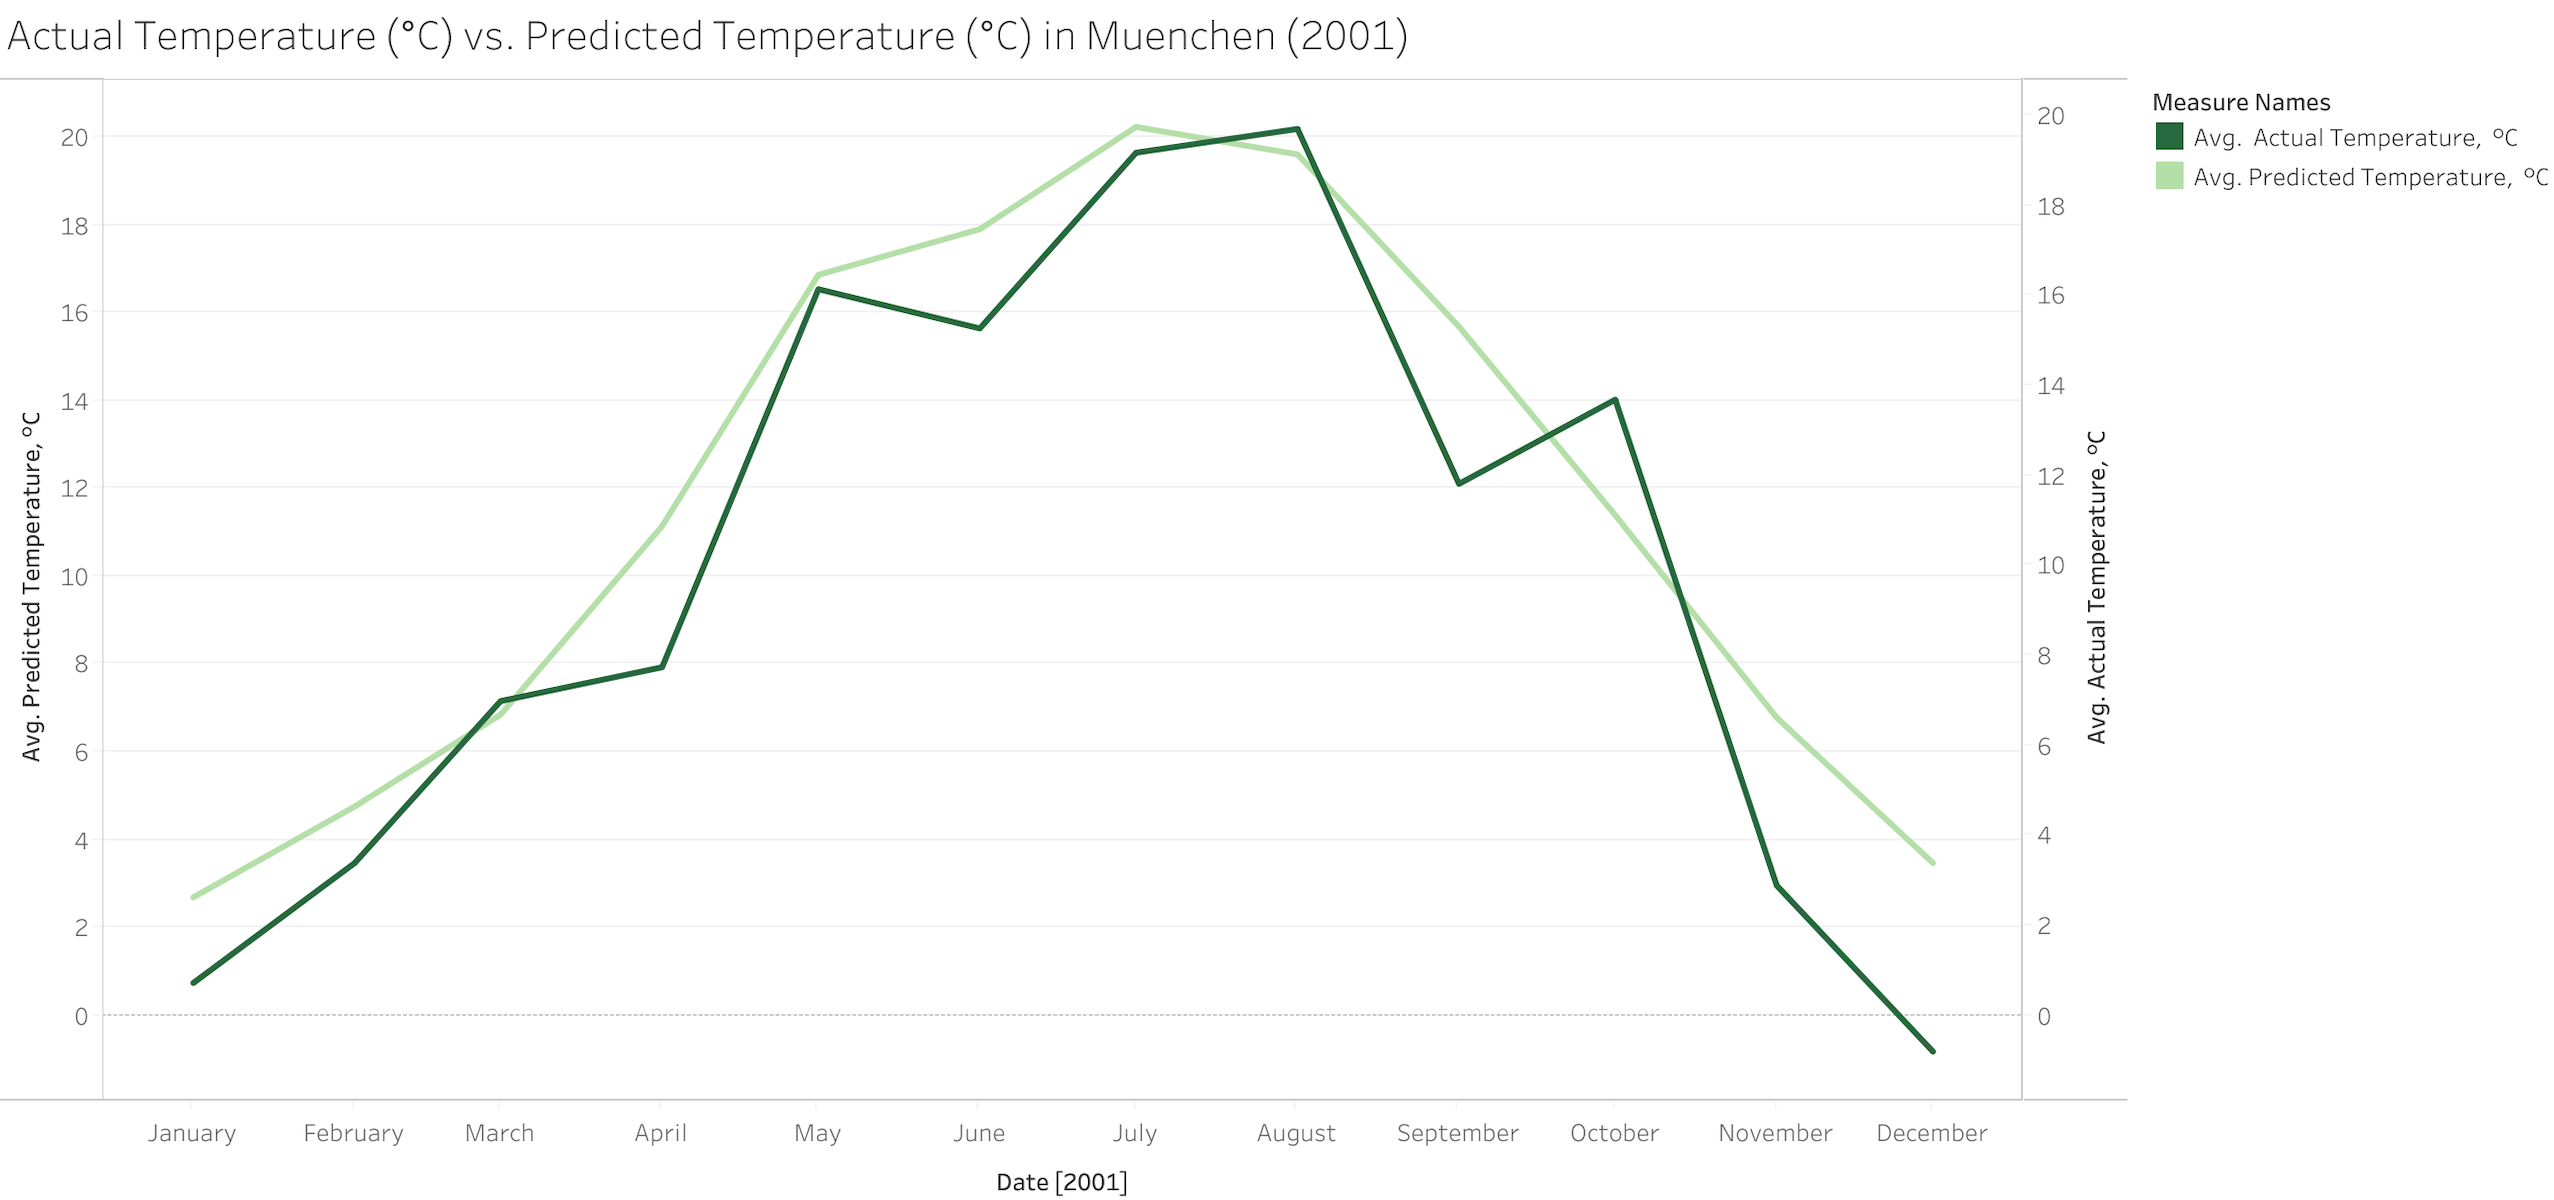 Actual Temperature (°C) vs. Predicted Temperature (°C) in Muenchen (2001)
Measure Names
Avg. Actual Temperature, °C
Avg. Predicted Temperature, °C
Avg. Predicted Temperature, °C
20
18
16
14
12
10
8
6
4
2
0
20
18
16
14
12
10
8
6
4
2
0
Avg. Actual Temperature, °C
January February March April May June July August September October November December
Date [2001]